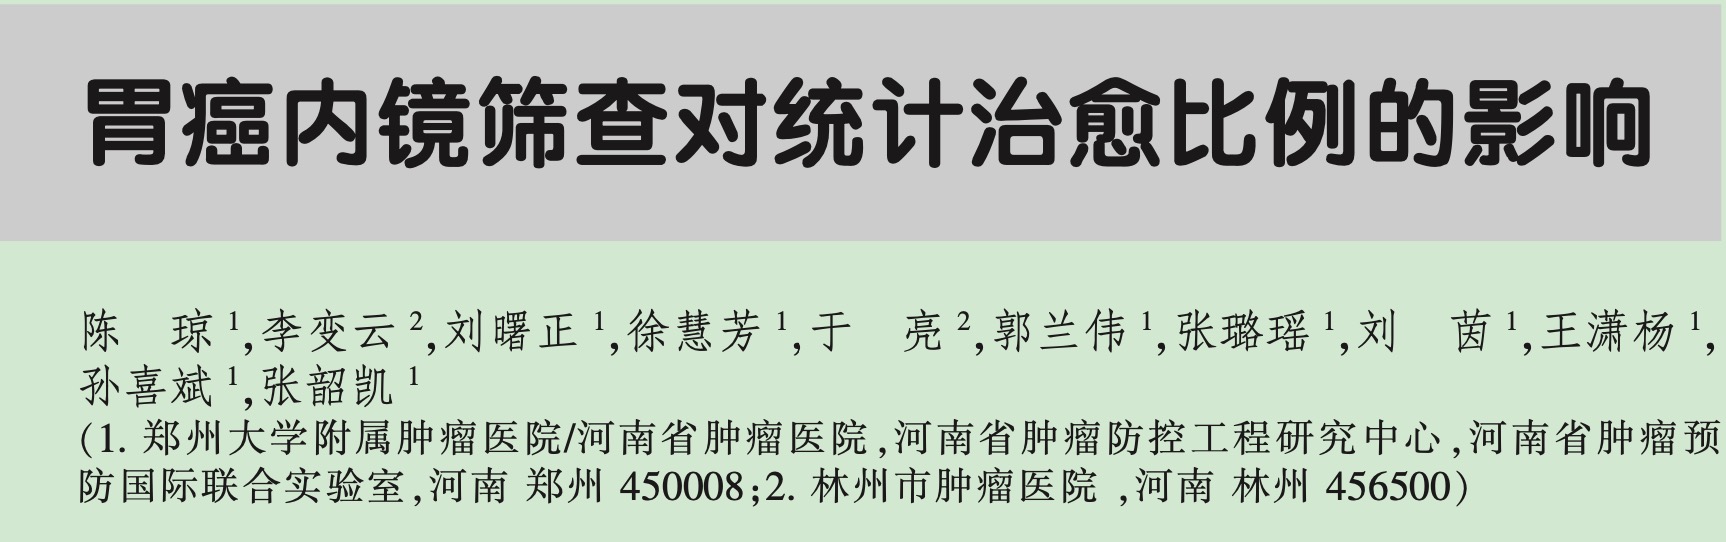 胃癌内镜筛查对统计治愈比例的影响
陈　琼1,李变云2,刘曙正1,徐慧芳1,于　亮2,郭兰伟1,张璐瑶1,刘　茵1,王潇杨1,
孙喜斌1,张韶凯1
(1. 郑州大学附属肿瘤医院/河南省肿瘤医院,河南省肿瘤防控工程研究中心,河南省肿瘤预
防国际联合实验室,河南 郑州 450008;2. 林州市肿瘤医院 ,河南 林州 456500)